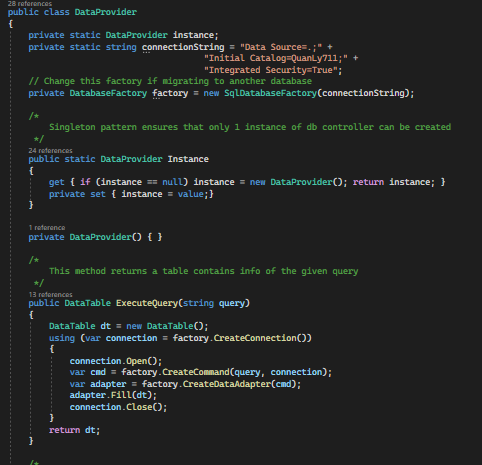 28 references
public class DataProvider
{
private static DataProvider instance;
private static string connectionString = "Data Source=.;" +
"Initial Catalog=QuanLy711;" +
"Integrated Security=True";
// Change this factory if migrating to another database
private DatabaseFactory factory = new SqlDatabaseFactory(connectionString);
/*
Singleton pattern ensures that only 1 instance of db controller can be created
*/
24 references
public static DataProvider Instance
{
get { if (instance == null) instance = new DataProvider(); return instance; }
private set { instance = value;}
}
1 reference
private DataProvider() { }
/*
This method returns a table contains info of the given query
*/
13 references
public DataTable ExecuteQuery(string query)
{
DataTable dt = new DataTable();
using (var connection = factory.CreateConnection())
{
connection.Open();
var cmd = factory.CreateCommand(query, connection);
var adapter = factory.CreateDataAdapter(cmd);
adapter.Fill(dt);
connection.Close();
}
return dt;
}
/*